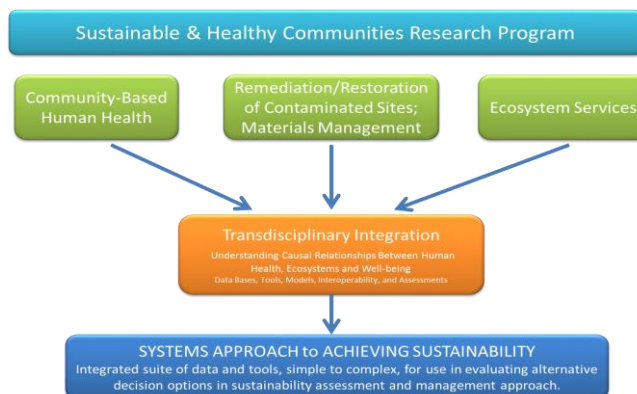 Sustainable & Healthy Communities Research Program
Community-Based
Human Health
Remediation/Restoration
of Contaminated Sites;
Materials Management
Ecosystem Services
Transdisciplinary Integration
Understanding Causal Relationships Between Human
Health, Ecosystems and Well-being
Data Bases, Tools, Models, Interoperability, and Assessments
SYSTEMS APPROACH to ACHIEVING SUSTAINABILITY
Integrated suite of data and tools, simple to complex, for use in evaluating alternative
decision options in sustainability assessment and management approach.